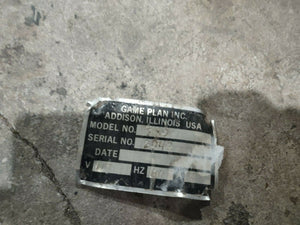 GAME PLAN INC.
ADDISON, ILLINOIS USA
MODEL NO.
SERIAL NO.
DATE
V HZ